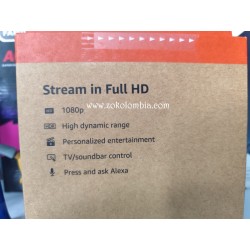 Stream in Full HD
www.zokolombin.com
1080p
High dynamic range
Personalized entertainment
TV/soundbar control
Press and ask Alexa